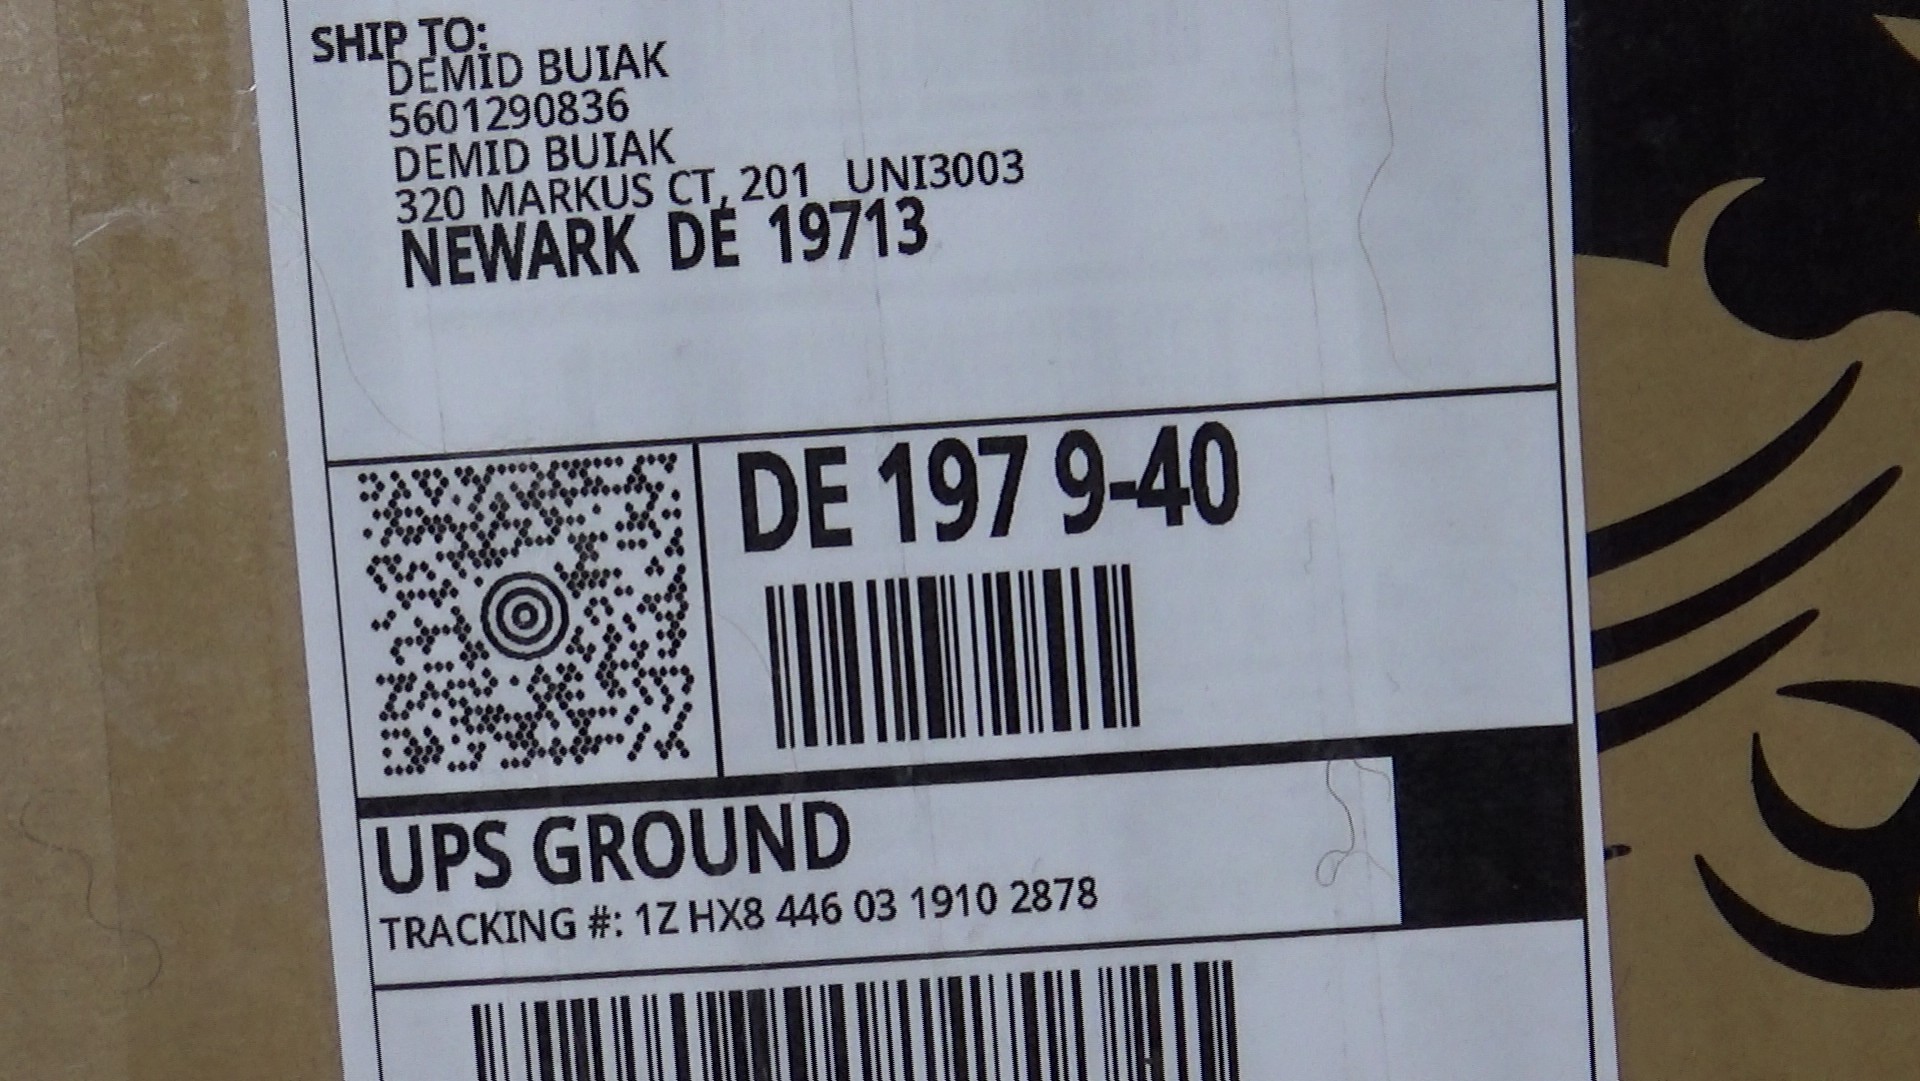 SHIP TO:
DEMID BUIAK
5601290836
DEMID BUIAK
320 MARKUS CT, 201 UNI3003
NEWARK DE 19713
DE 197 9-40
UPS GROUND
TRACKING #: 1Z HX8 446 03 1910 2878